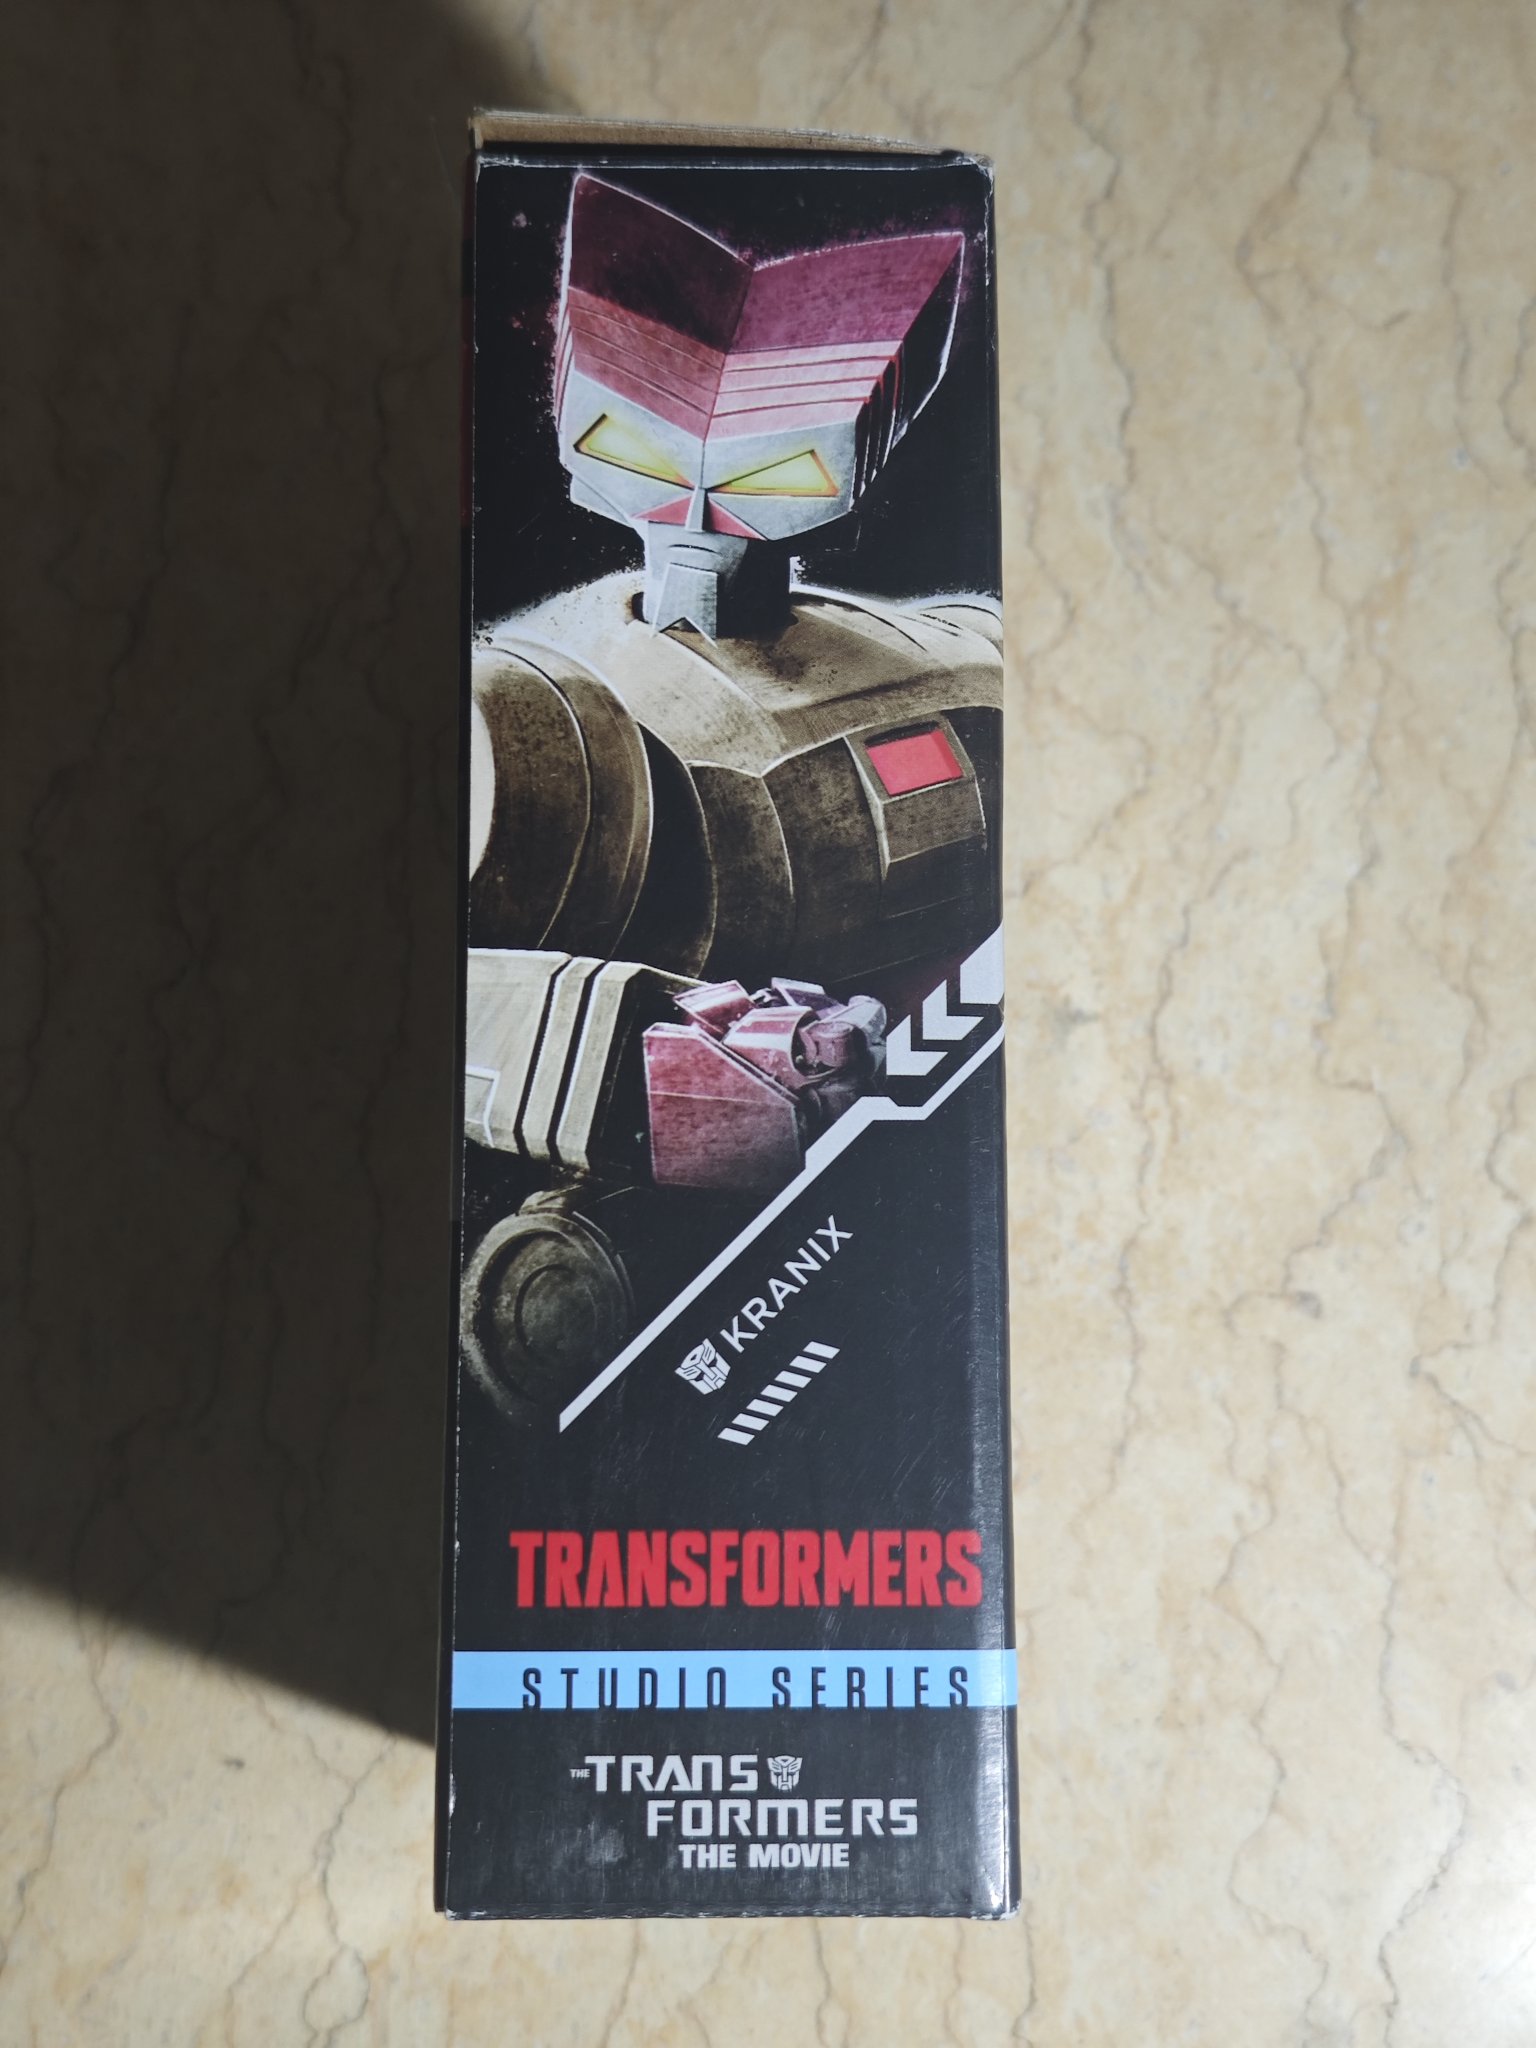 KRANIX
TRANSFORMERS
STUDIO SERIES
THE TRANS
FORMERS
THE MOVIE